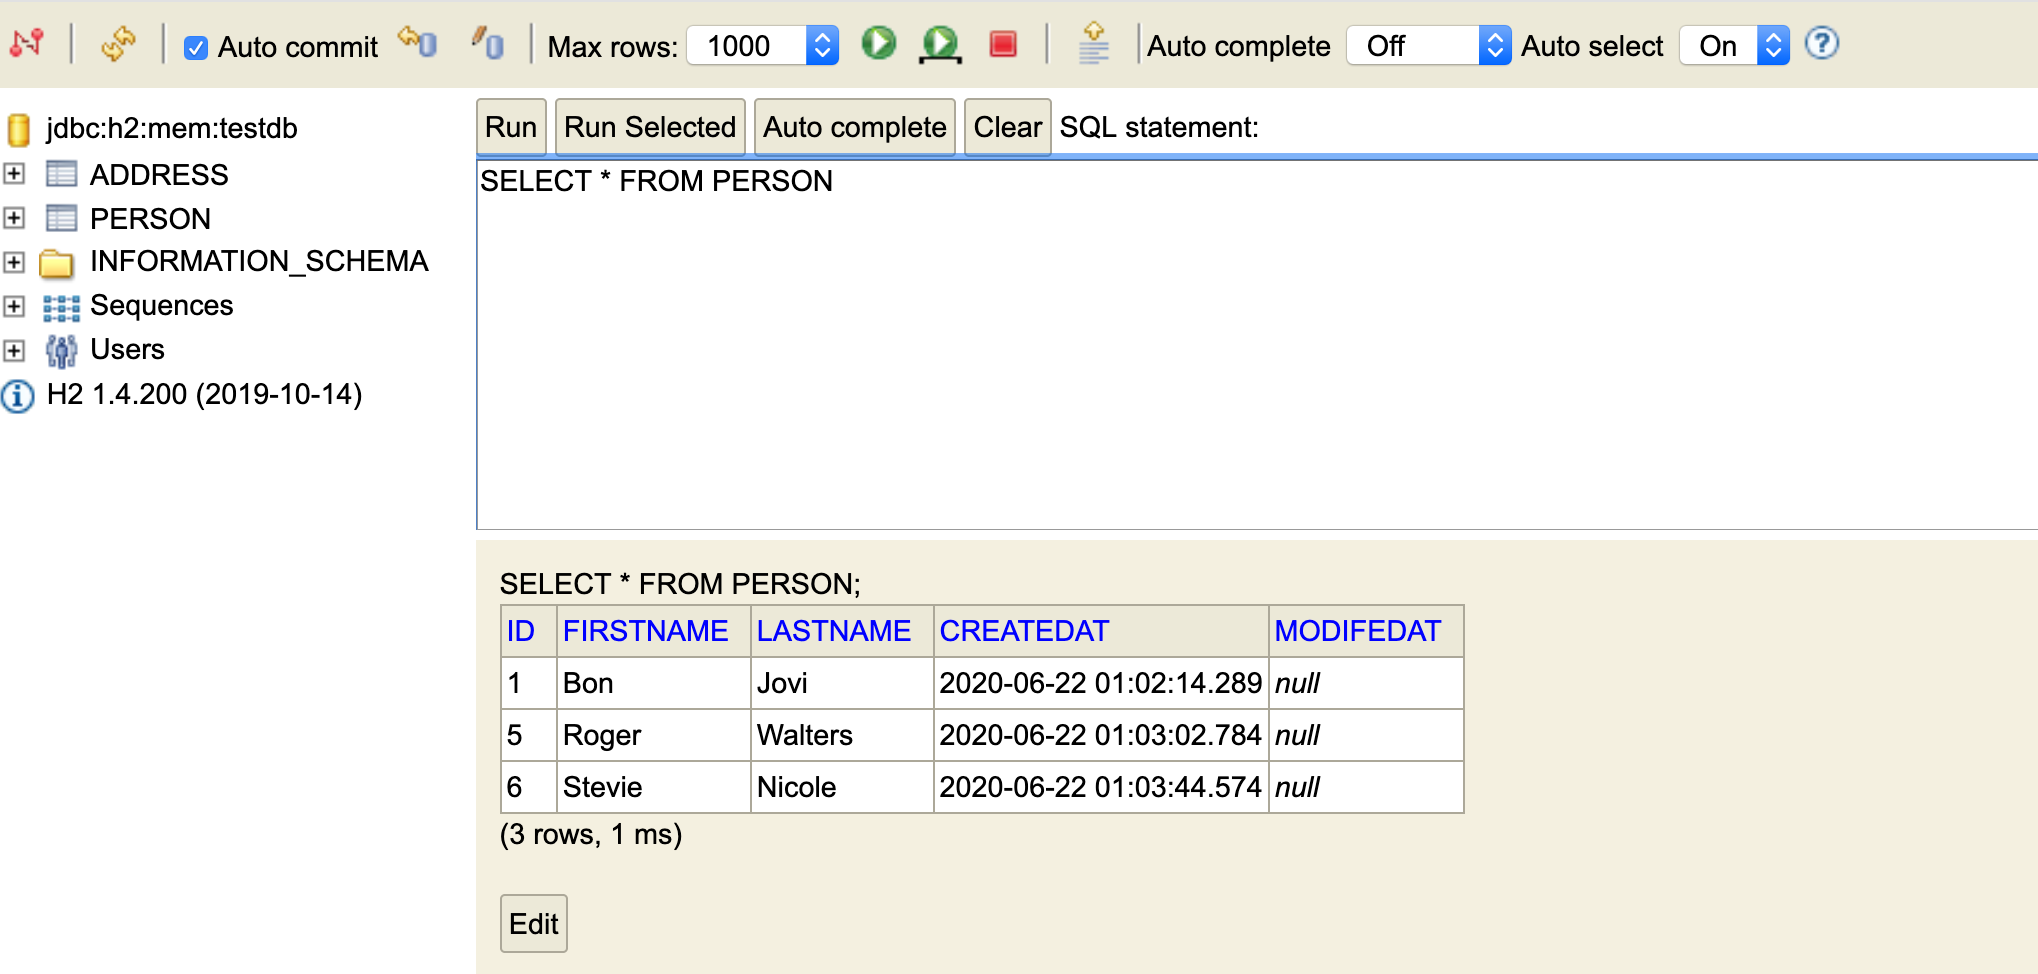 Auto commit Max rows: 1000 Auto complete Off Auto select On ?
jdbc:h2:mem:testdb
ADDRESS
PERSON
INFORMATION_SCHEMA
Sequences
Users
H2 1.4.200 (2019-10-14)
Run Run Selected Auto complete Clear SQL statement:
SELECT * FROM PERSON
SELECT * FROM PERSON;
ID FIRSTNAME LASTNAME CREATEDAT MODIFEDAT
1 Bon Jovi 2020-06-22 01:02:14.289 null
5 Roger Walters 2020-06-22 01:03:02.784 null
6 Stevie Nicole 2020-06-22 01:03:44.574 null
(3 rows, 1 ms)
Edit